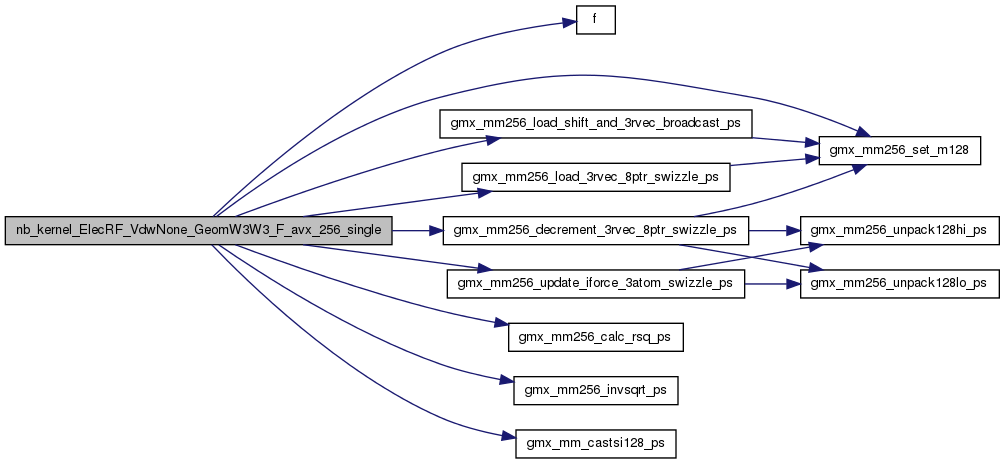 f
gmx_mm256_load_shift_and_3rvec_broadcast_ps
gmx_mm256_set_m128
gmx_mm256_load_3rvec_8ptr_swizzle_ps
nb_kernel_ElecRF_VdwNone_GeomW3W3_F_avx_256_single
gmx_mm256_decrement_3rvec_8ptr_swizzle_ps
gmx_mm256_unpack128hi_ps
gmx_mm256_update_iforce_3atom_swizzle_ps
gmx_mm256_unpack128lo_ps
gmx_mm256_calc_rsq_ps
gmx_mm256_invsqrt_ps
gmx_mm_castsi128_ps